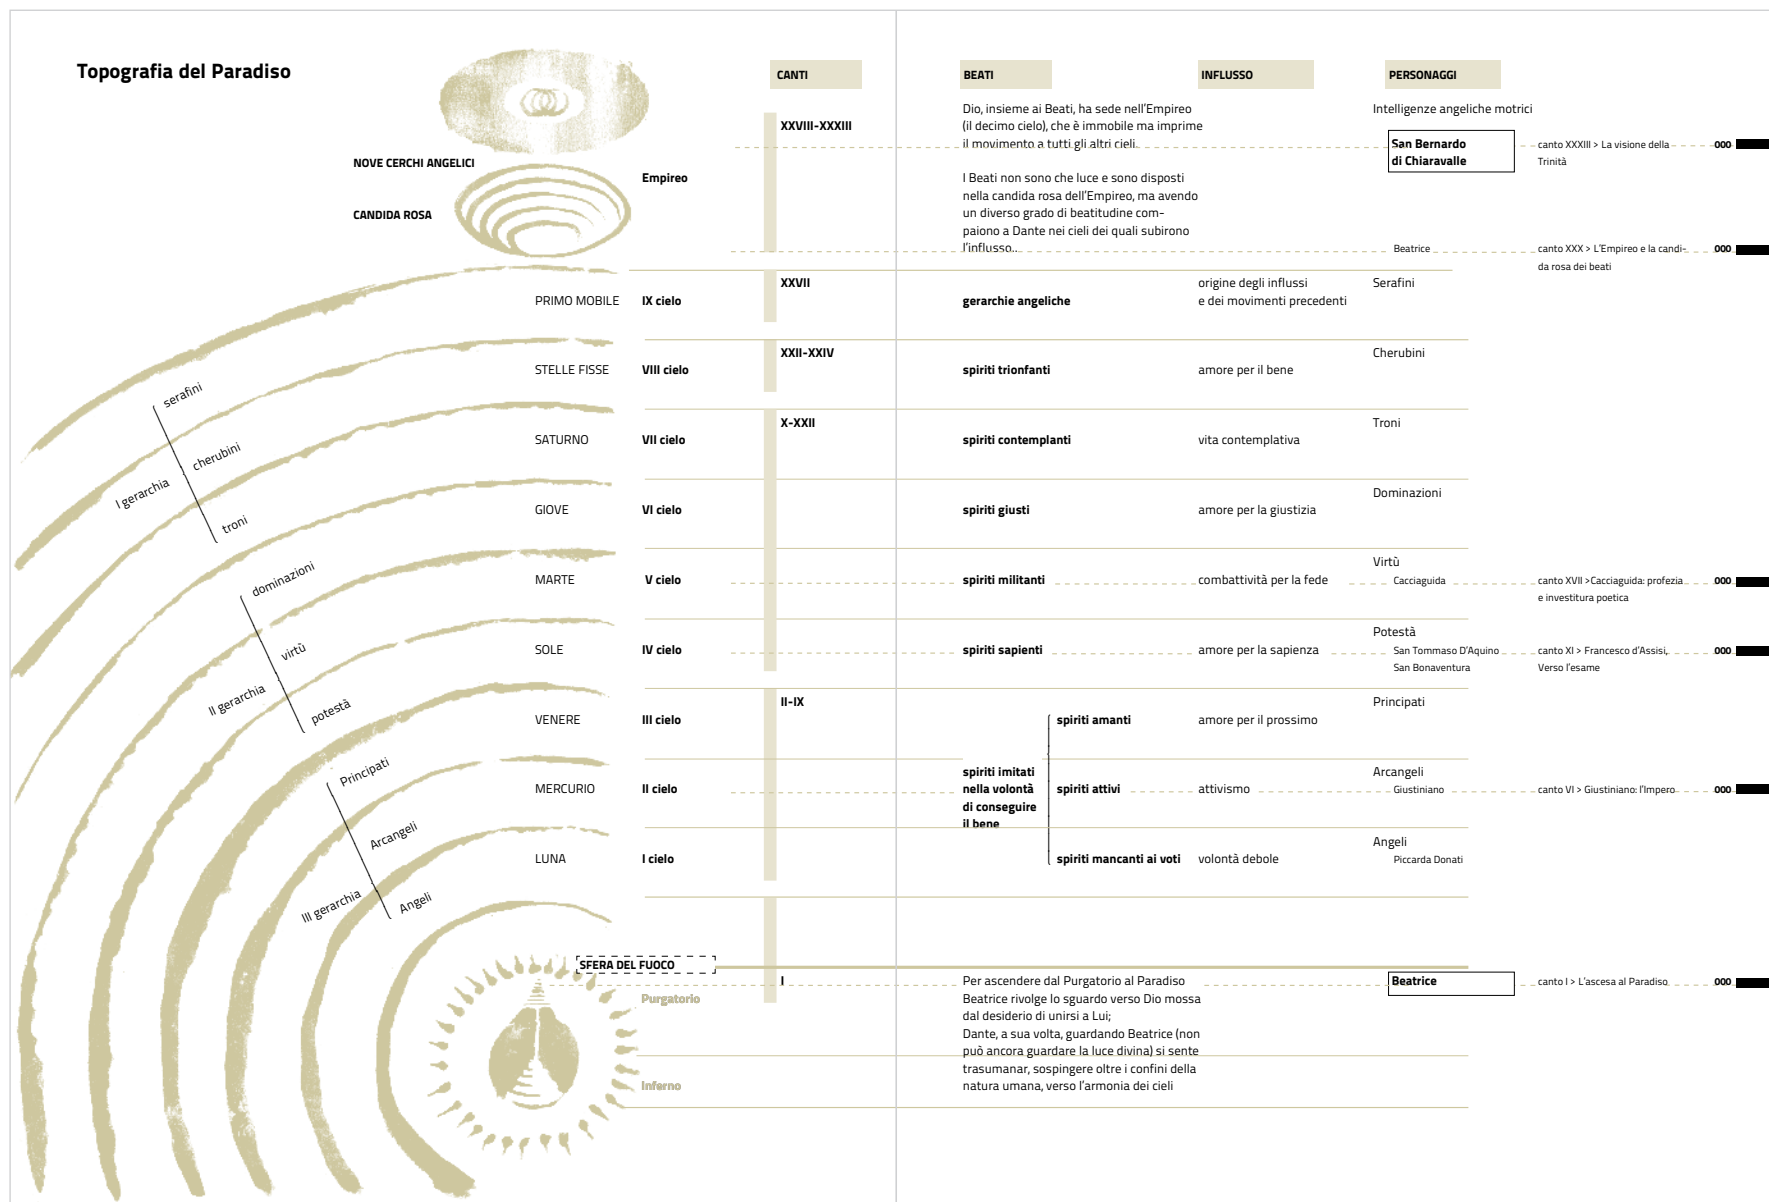 Topografia del Paradiso
CANTI
BEATI
INFLUSSO
PERSONAGGI
NOVE CERCHI ANGELICI
CANDIDA ROSA
Empireo
XXVIII-XXXIII
Dio, insieme ai Beati, ha sede nell'Empireo
(il decimo cielo), che è immobile ma imprime
il movimento a tutti gli altri cieli.
I Beati non sono che luce e sono disposti
nella candida rosa dell'Empireo, ma avendo
un diverso grado di beatitudine com-
paiono a Dante nei cieli dei quali subirono
l'influsso..
Intelligenze angeliche motrici
San Bernardo
di Chiaravalle
canto XXXIII > La visione della
Trinità
000
Beatrice
canto XXX > L'Empireo e la candi-
da rosa dei beati
000
PRIMO MOBILE
IX cielo
XXVII
gerarchie angeliche
origine degli influssi
e dei movimenti precedenti
Serafini
STELLE FISSE
VIII cielo
XXII-XXIV
spiriti trionfanti
amore per il bene
Cherubini
SATURNO
VII cielo
X-XXII
spiriti contemplanti
vita contemplativa
Troni
GIOVE
VI cielo
spiriti giusti
amore per la giustizia
Dominazioni
MARTE
V cielo
spiriti militanti
combattività per la fede
Virtù
Cacciaguida
canto XVII >Cacciaguida: profezia
e investitura poetica
000
SOLE
IV cielo
spiriti sapienti
amore per la sapienza
Potestà
San Tommaso D'Aquino
San Bonaventura
canto XI > Francesco d'Assisi,
Verso l'esame
000
VENERE
III cielo
II-IX
spiriti amanti
amore per il prossimo
Principati
MERCURIO
II cielo
spiriti imitati
nella volontà
di conseguire
il bene
spiriti attivi
attivismo
Arcangeli
Giustiniano
canto VI > Giustiniano: l'Impero
000
LUNA
I cielo
spiriti mancanti ai voti
volontà debole
Angeli
Piccarda Donati
serafini
cherubini
I gerarchia
troni
dominazioni
virtù
II gerarchia
potestà
Principati
Arcangeli
III gerarchia
Angeli
SFERA DEL FUOCO
Purgatorio
Inferno
I
Per ascendere dal Purgatorio al Paradiso
Beatrice rivolge lo sguardo verso Dio mossa
dal desiderio di unirsi a Lui;
Dante, a sua volta, guardando Beatrice (non
può ancora guardare la luce divina) si sente
trasumanar, sospingere oltre i confini della
natura umana, verso l'armonia dei cieli
Beatrice
canto I > L'ascesa al Paradiso
000